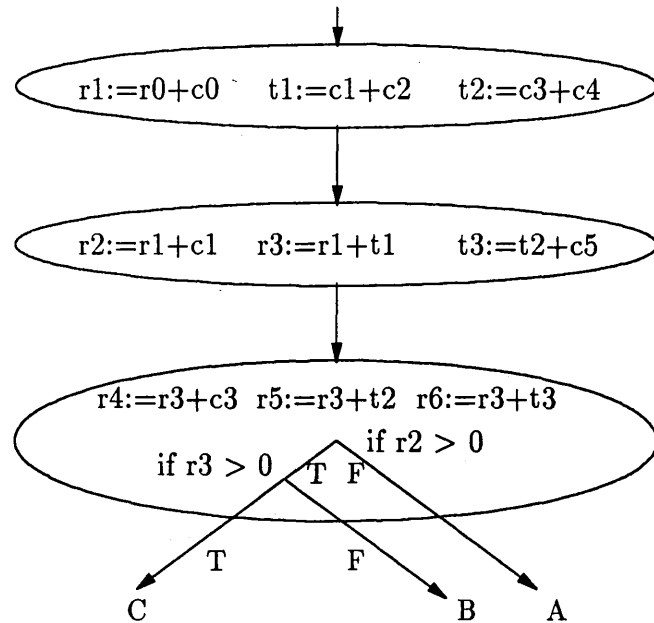 r1:=r0+c0 t1:=c1+c2 t2:=c3+c4
r2:=r1+c1 r3:=r1+t1 t3:=t2+c5
r4:=r3+c3 r5:=r3+t2 r6:=r3+t3
if r2 > 0
if r3 > 0 T F
T F
C B A